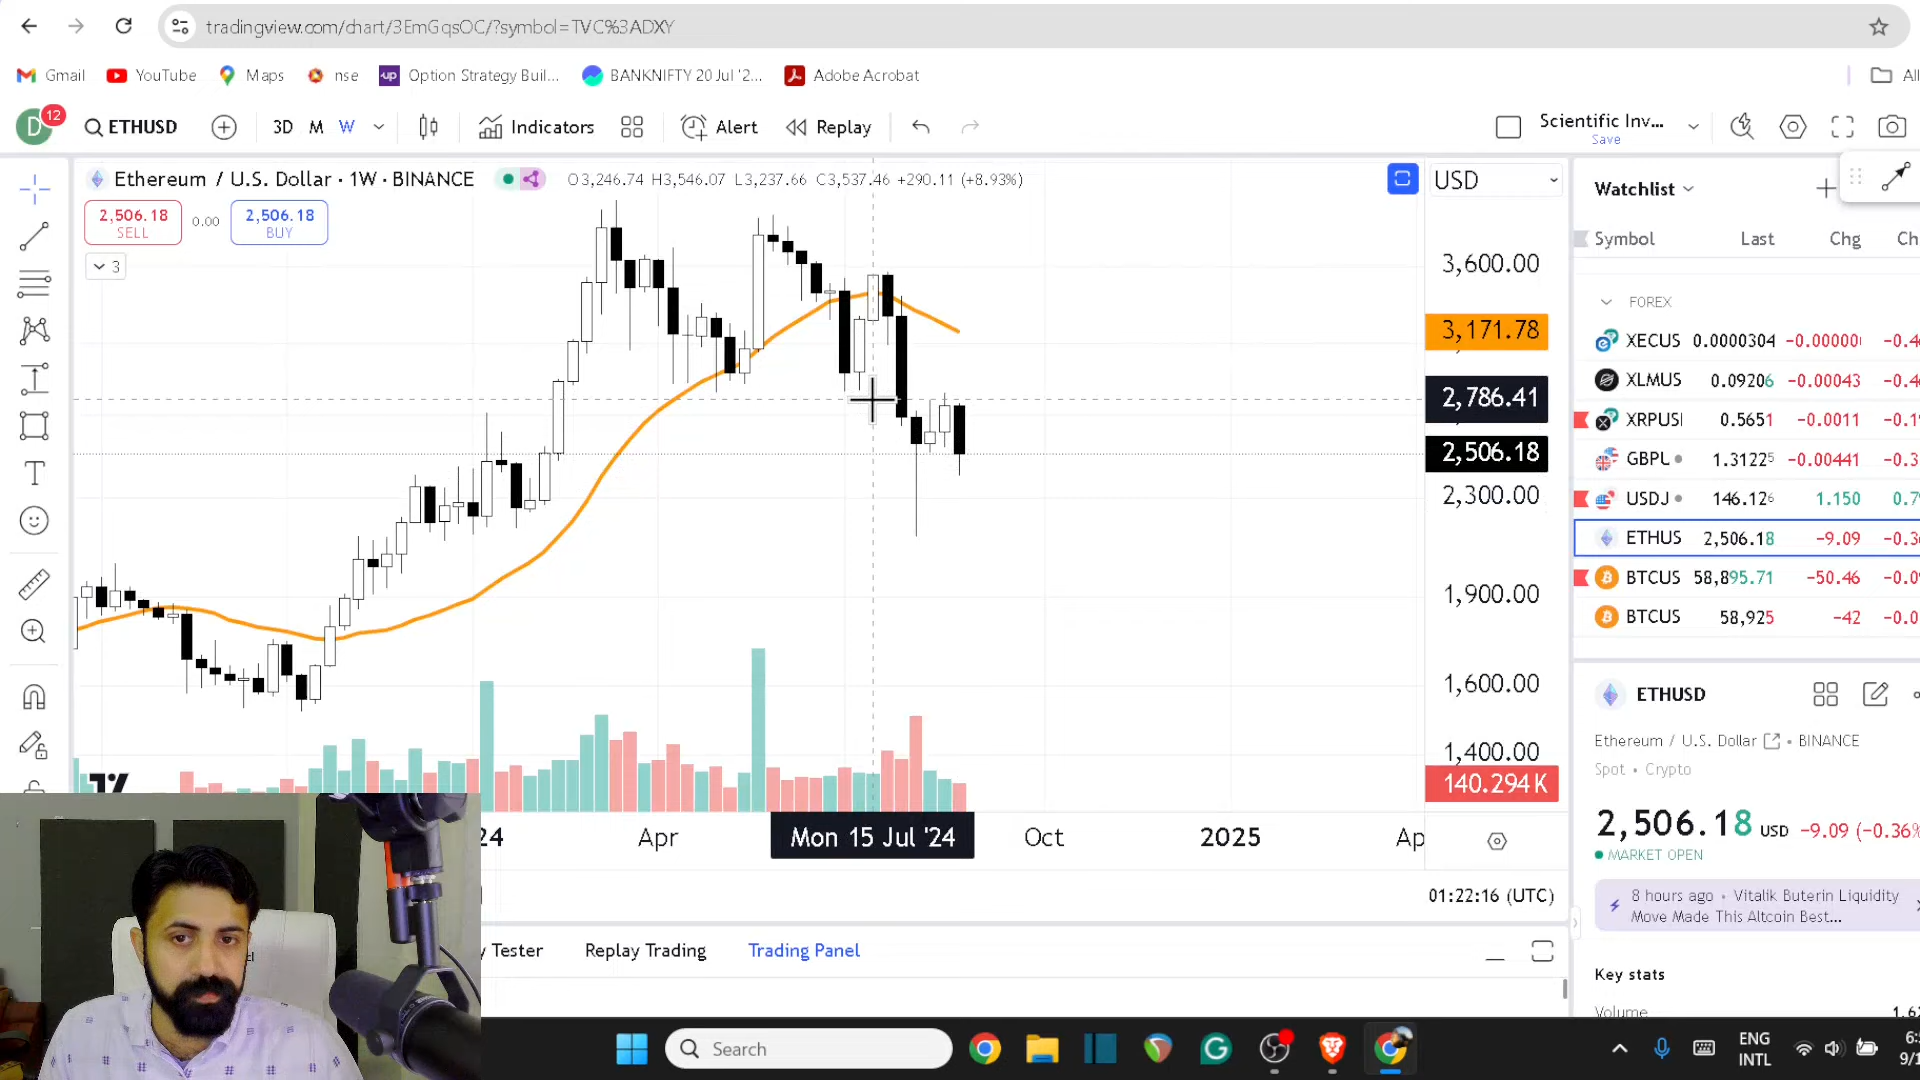 tradingview.com/chart/3EmGqsOC/?symbol=TVC%3ADXY
Gmail YouTube Maps nse Option Strategy Buil... BANKNIFTY 20 Jul '2... Adobe Acrobat All
D 12 ETHUSD 3D M W Indicators Alert Replay Scientific Inv...
Save
Ethereum / U.S. Dollar · 1W · BINANCE O3,246.74 H3,546.07 L3,237.66 C3,537.46 +290.11 (+8.93%) USD
2,506.18 0.00 2,506.18
SELL BUY
3
3,600.00
3,171.78
2,786.41
2,506.18
2,300.00
1,900.00
1,600.00
1,400.00
140.294K
Apr Mon 15 Jul '24 Oct 2025
01:22:16 (UTC)
Tester Replay Trading Trading Panel
Watchlist
Symbol Last Chg
FOREX
XECUS 0.0000304
XLMUS 0.09206 -0.00043
0.5651 -0.0011
GBPL 1.31225 -0.00441
USDJ 146.126 1.150
ETHUS 2,506.18 -9.09
BTCUS 58,895.71 -50.46
BTCUS 58,925 -42
ETHUSD
Ethereum / U.S. Dollar • BINANCE
Spot • Crypto
2,506.18 USD -9.09 (-0.36%
MARKET OPEN
8 hours ago • Vitalik Buterin Liquidity
Move Made This Altcoin Best...
Key stats
Volume
Search
ENG
INTL